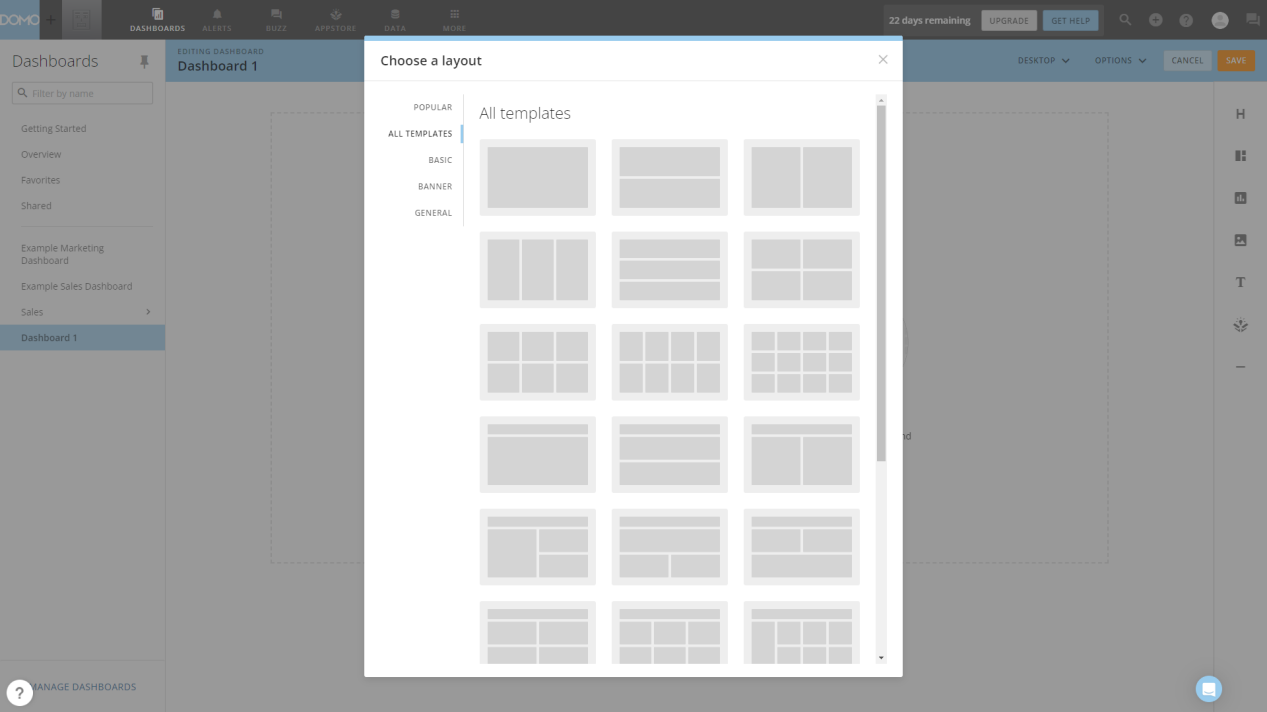 DOMO
+
DASHBOARDS
ALERTS
BUZZ
APPSTORE
DATA
MORE
22 days remaining
UPGRADE
GET HELP
Dashboards
Filter by name
Getting Started
Overview
Favorites
Shared
Example Marketing
Dashboard
Example Sales Dashboard
Sales
Dashboard 1
MANAGE DASHBOARDS
?
EDITING DASHBOARD
Dashboard 1
DESKTOP
OPTIONS
CANCEL
SAVE
Choose a layout
POPULAR
ALL TEMPLATES
BASIC
BANNER
GENERAL
All templates
nd
H
T